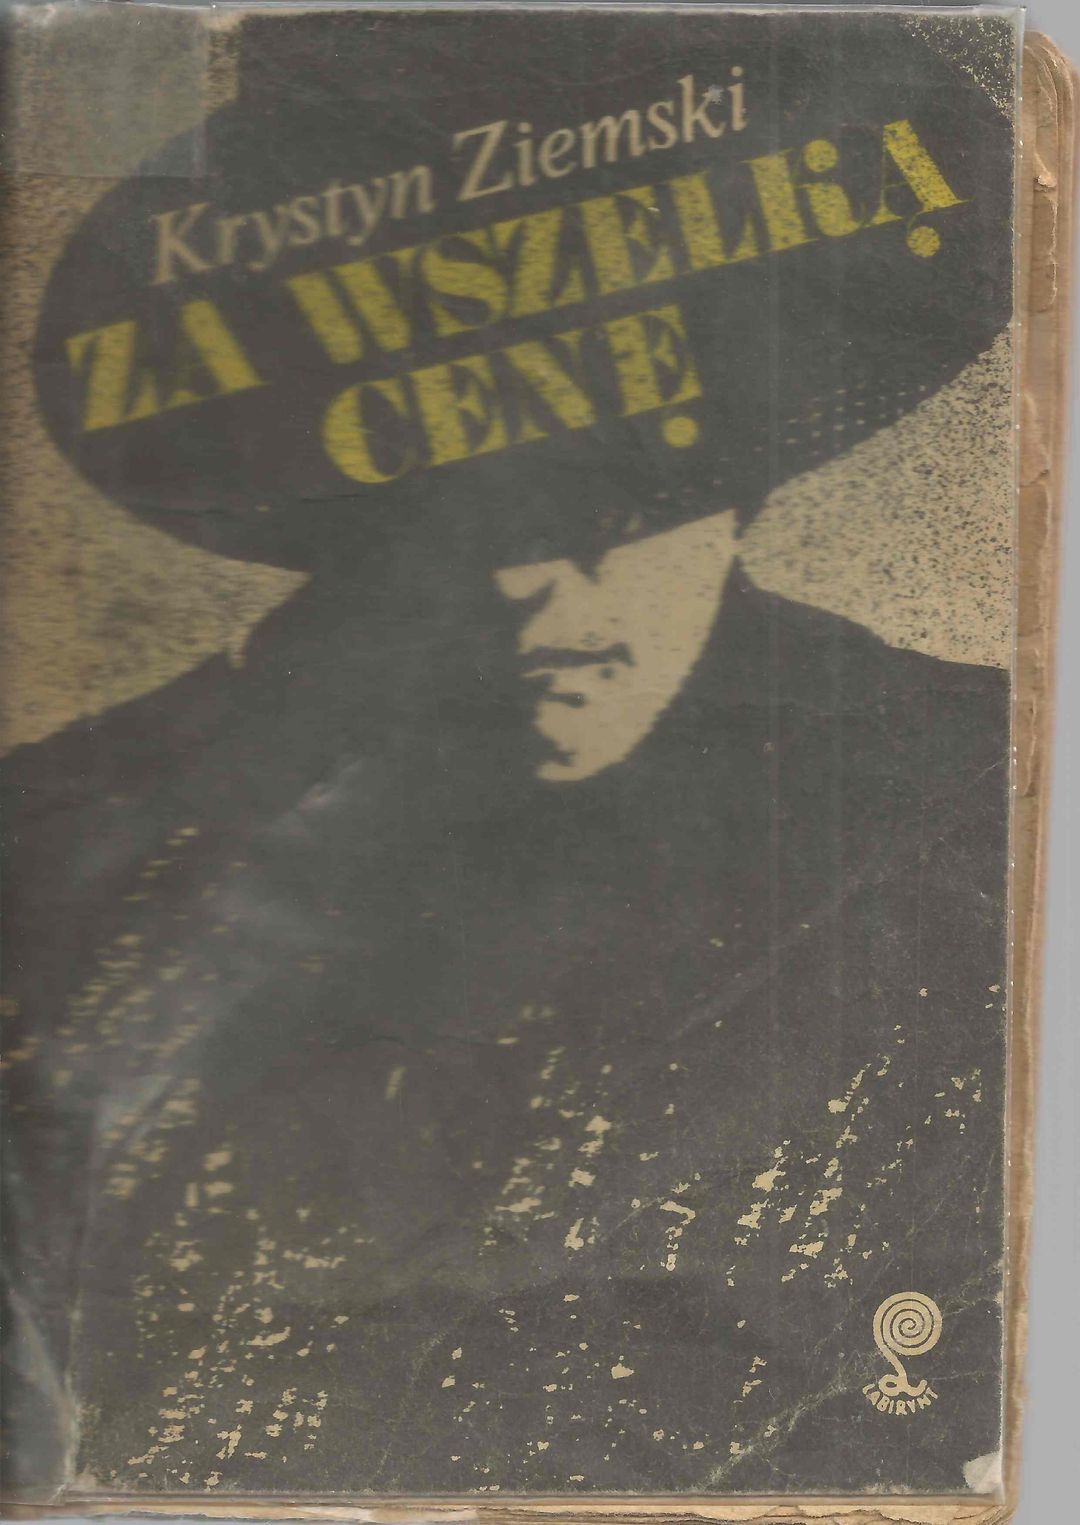 Krystyn Ziemski
ZA WSZELKĄ
CENĘ
LABIRYNT